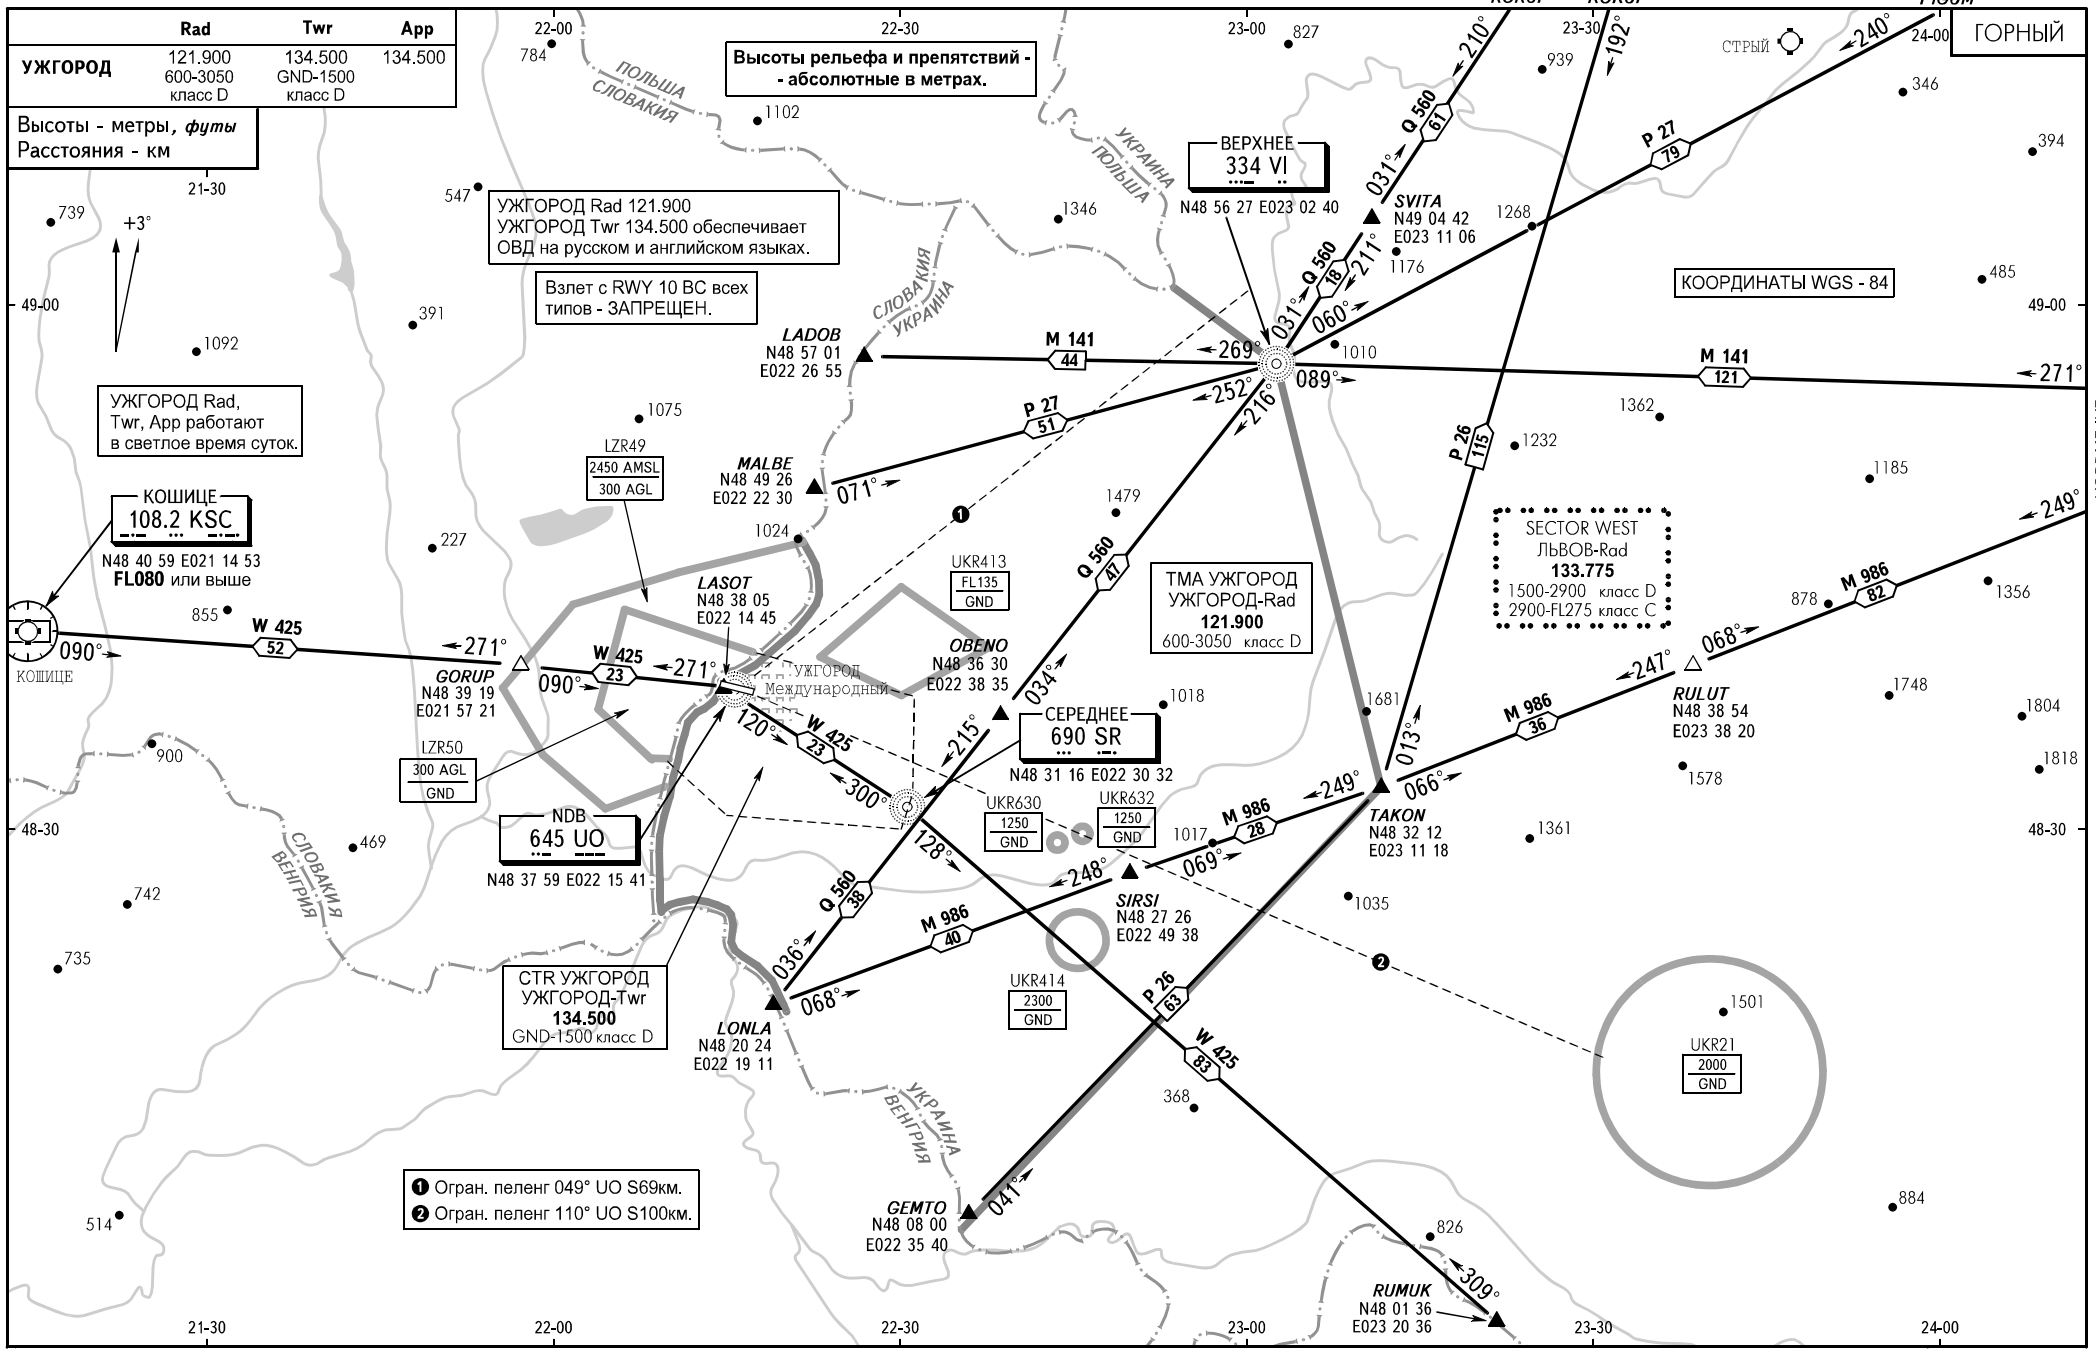 Rad Twr App
УЖГОРОД 121.900 134.500 134.500
600-3050 GND-1500
класс D класс D
Высоты - метры, футы
Расстояния - км
22-00
22-30
23-00
23-30
24-00
ГОРНЫЙ
784
827
939
346
394
485
СТРЫЙ
Высоты рельефа и препятствий -
- абсолютные в метрах.
ПОЛЬША
СЛОВАКИЯ
1102
УКРАИНА
ПОЛЬША
210°
192°
240°
Q 560
61
031°
P 27
79
ВЕРХНЕЕ
334 VI
N48 56 27 E023 02 40
SVITA
N49 04 42
E023 11 06
1176
1268
21-30
739
+3°
547
УЖГОРОД Rad 121.900
УЖГОРОД Twr 134.500 обеспечивает
ОВД на русском и английском языках.
1346
Взлет с RWY 10 ВС всех
типов - ЗАПРЕЩЕН.
СЛОВАКИЯ
УКРАИНА
Q 560
18
211°
031°
060°
КООРДИНАТЫ WGS - 84
49-00
49-00
391
1092
LADOB
N48 57 01
E022 26 55
M 141
44
269°
1010
089°
M 141
121
271°
УЖГОРОД Rad,
Twr, App работают
в светлое время суток.
1075
252°
216°
P 27
51
MALBE
N48 49 26
E022 22 30
071°
1362
1232
P 26
115
1185
249°
LZR49
2450 AMSL
300 AGL
КОШИЦЕ
108.2 KSC
N48 40 59 E021 14 53
FL080 или выше
227
855
1024
1479
1
SECTOR WEST
ЛЬВОВ-Rad
133.775
1500-2900 класс D
2900-FL275 класс C
878
M 986
82
1356
UKR413
FL135
GND
Q 560
47
ТМА УЖГОРОД
УЖГОРОД-Rad
121.900
600-3050 класс D
LASOT
N48 38 05
E022 14 45
090°
W 425
52
271°
КОШИЦЕ
GORUP
N48 39 19
E021 57 21
090°
W 425
23
271°
УЖГОРОД
Международный
OBENO
N48 36 30
E022 38 35
034°
215°
1018
1681
068°
247°
RULUT
N48 38 54
E023 38 20
1748
1804
1818
1578
M 986
36
013°
066°
СЕРЕДНЕЕ
690 SR
N48 31 16 E022 30 32
120°
W 425
23
300°
900
LZR50
300 AGL
GND
NDB
645 UO
N48 37 59 E022 15 41
UKR630
1250
GND
UKR632
1250
GND
249°
M 986
28
1017
069°
TAKON
N48 32 12
E023 11 18
1361
48-30
48-30
469
СЛОВАКИЯ
ВЕНГРИЯ
742
735
128°
248°
SIRSI
N48 27 26
E022 49 38
1035
Q 560
38
M 986
40
036°
068°
2
CTR УЖГОРОД
УЖГОРОД-Twr
134.500
GND-1500 класс D
LONLA
N48 20 24
E022 19 11
UKR414
2300
GND
P 26
63
1501
UKR21
2000
GND
W 425
83
368
УКРАИНА
ВЕНГРИЯ
1 Огран. пеленг 049° UO S69км.
2 Огран. пеленг 110° UO S100км.
514
GEMTO
N48 08 00
E022 35 40
041°
826
884
309°
RUMUK
N48 01 36
E023 20 36
21-30
22-00
22-30
23-00
23-30
24-00